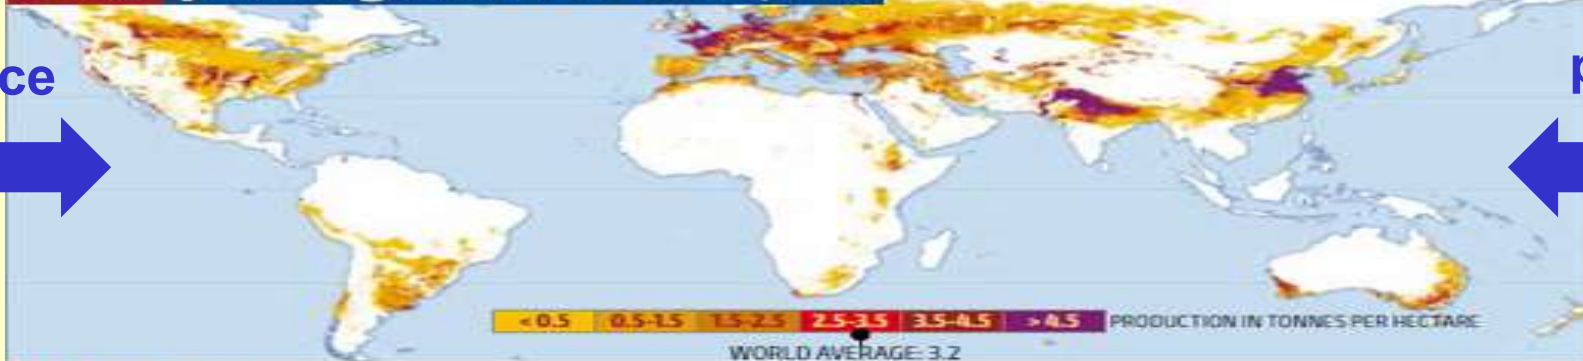 ce
< 0.5 0.5-1.5 1.5-2.5 2.5-3.5 3.5-4.5 > 4.5 PRODUCTION IN TONNES PER HECTARE
WORLD AVERAGE: 3.2